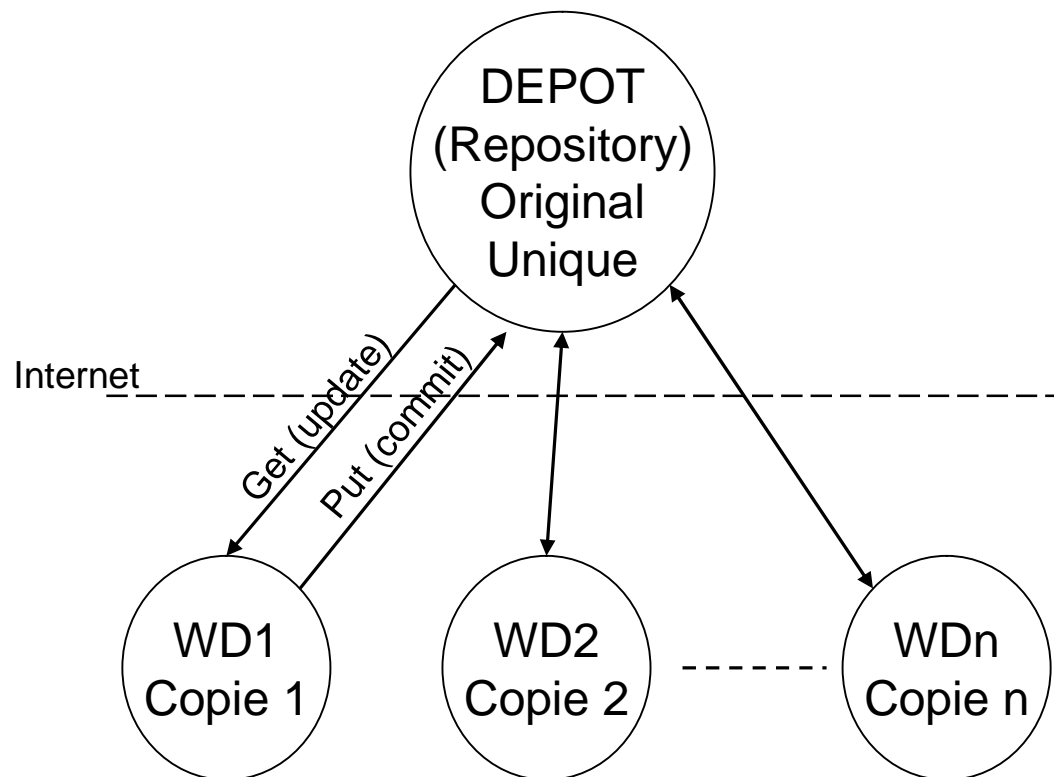 DEPOT
(Repository)
Original
Unique
Internet
Get (update)
Put (commit)
WD1
Copie 1
WD2
Copie 2
WDn
Copie n